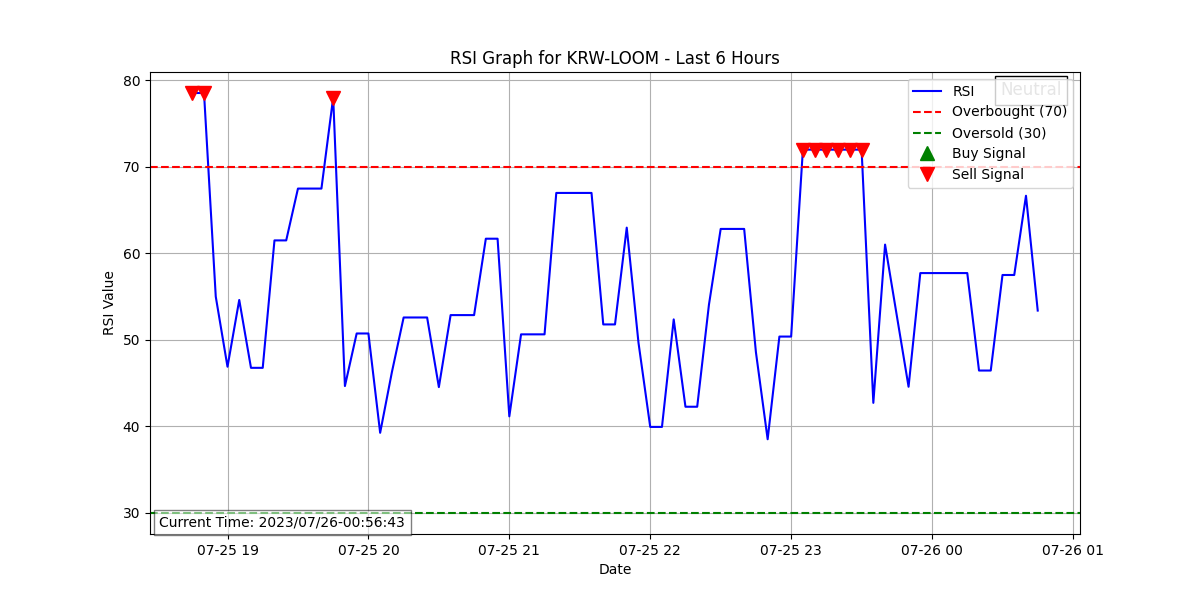 RSI Graph for KRW-LOOM - Last 6 Hours
80
70
60
50
40
30
RSI Value
Neutral
RSI
Overbought (70)
Oversold (30)
Buy Signal
Sell Signal
Current Time: 2023/07/26-00:56:43
07-25 19
07-25 20
07-25 21
07-25 22
07-25 23
07-26 00
07-26 01
Date